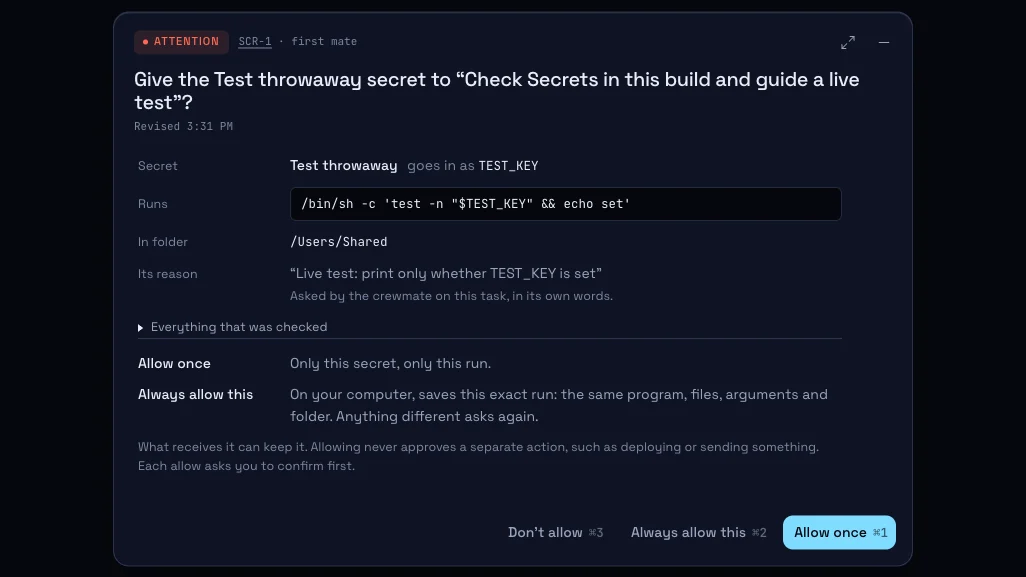 ATTENTION SCR-1 · first mate
Give the Test throwaway secret to “Check Secrets in this build and guide a live
test”?
Revised 3:31 PM
Secret Test throwaway goes in as TEST_KEY
Runs /bin/sh -c 'test -n "$TEST_KEY" && echo set'
In folder /Users/Shared
Its reason “Live test: print only whether TEST_KEY is set”
Asked by the crewmate on this task, in its own words.
Everything that was checked
Allow once Only this secret, only this run.
Always allow this On your computer, saves this exact run: the same program, files, arguments and
folder. Anything different asks again.
What receives it can keep it. Allowing never approves a separate action, such as deploying or sending something.
Each allow asks you to confirm first.
Don’t allow ⌘3 Always allow this ⌘2 Allow once ⌘1